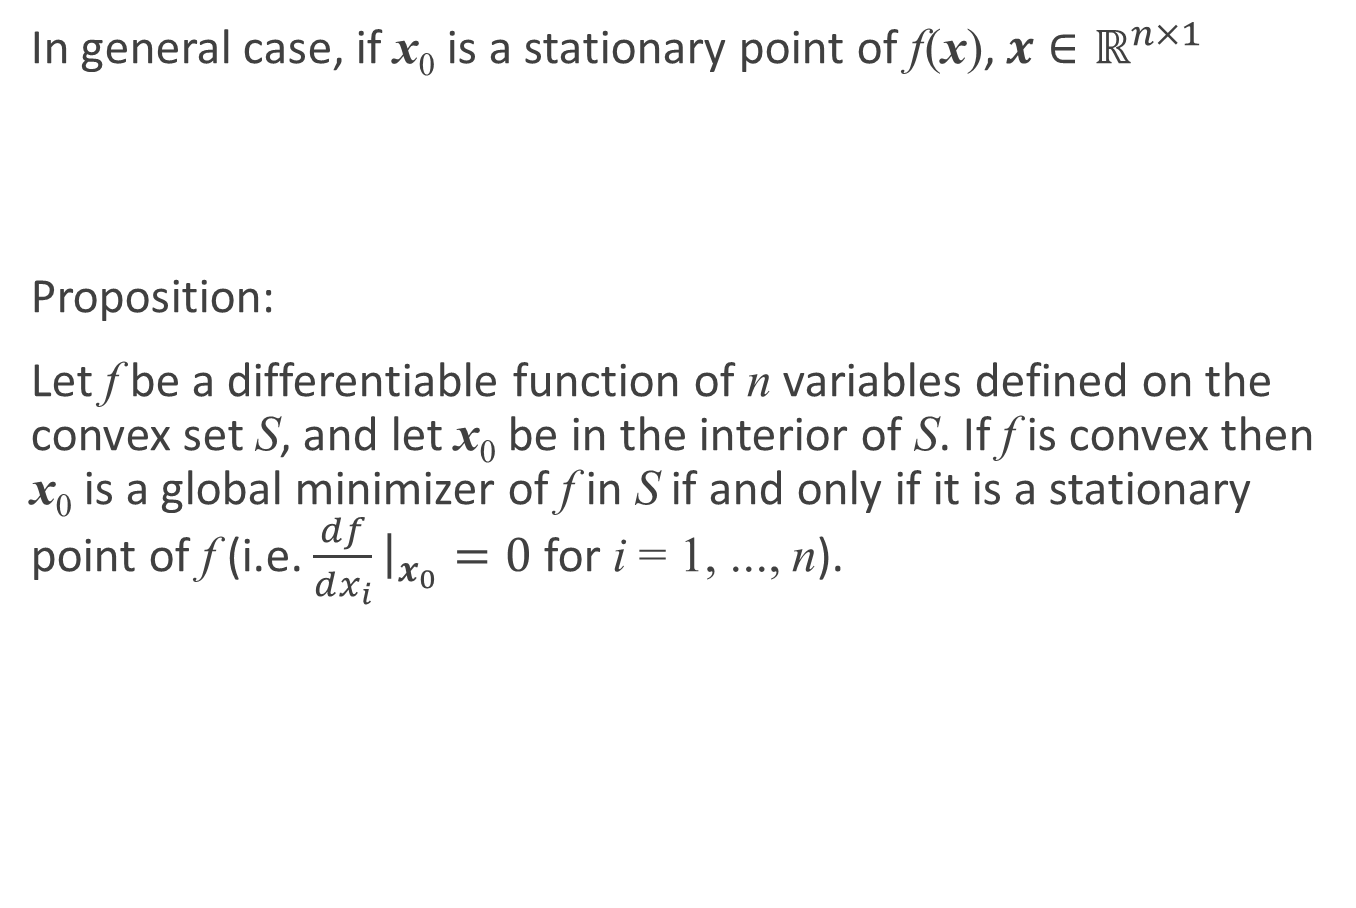 In general case, if x₀ is a stationary point of f(x), x ∈ ℝⁿˣ¹
Proposition:
Let f be a differentiable function of n variables defined on the
convex set S, and let x₀ be in the interior of S. If f is convex then
x₀ is a global minimizer of f in S if and only if it is a stationary
point of f (i.e. df/dxᵢ |x₀ = 0 for i = 1, ..., n).